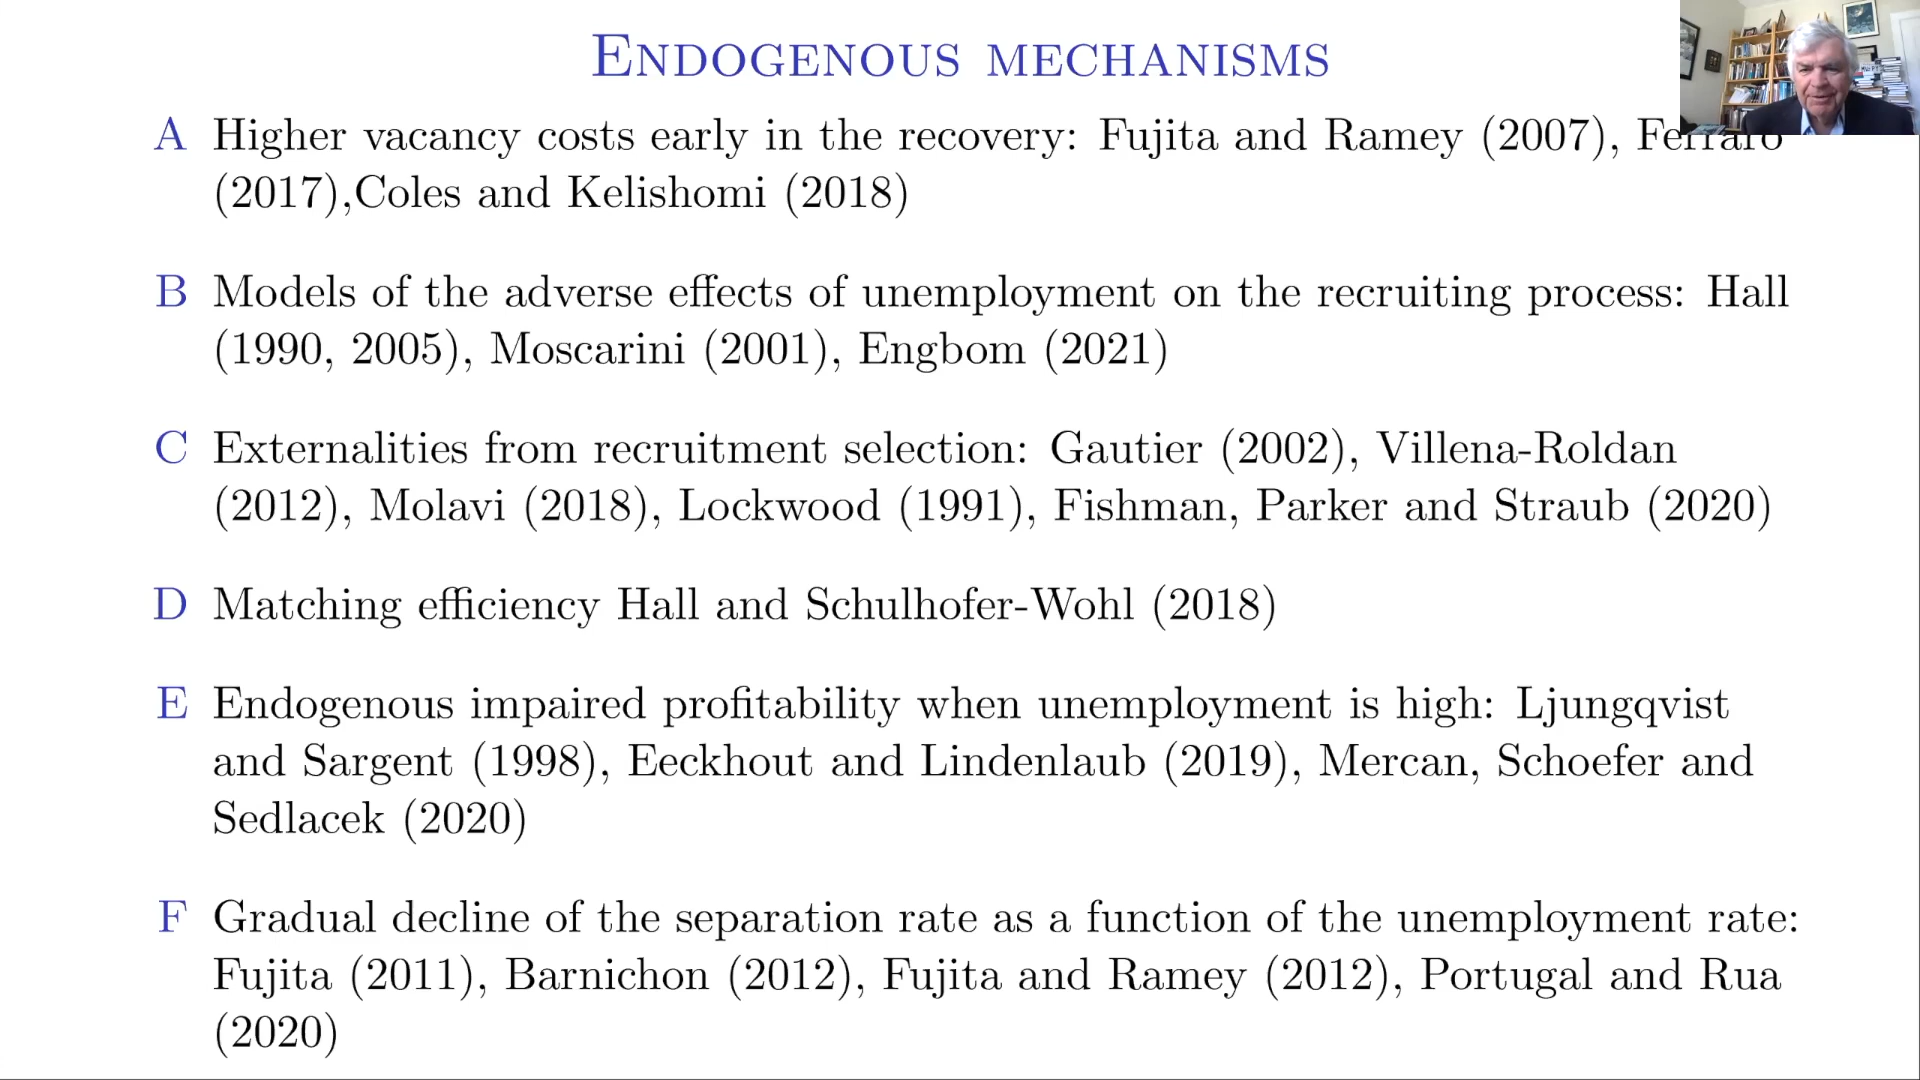 ENDOGENOUS MECHANISMS
A Higher vacancy costs early in the recovery: Fujita and Ramey (2007), Ferraro
(2017),Coles and Kelishomi (2018)
B Models of the adverse effects of unemployment on the recruiting process: Hall
(1990, 2005), Moscarini (2001), Engbom (2021)
C Externalities from recruitment selection: Gautier (2002), Villena-Roldan
(2012), Molavi (2018), Lockwood (1991), Fishman, Parker and Straub (2020)
D Matching efficiency Hall and Schulhofer-Wohl (2018)
E Endogenous impaired profitability when unemployment is high: Ljungqvist
and Sargent (1998), Eeckhout and Lindenlaub (2019), Mercan, Schoefer and
Sedlacek (2020)
F Gradual decline of the separation rate as a function of the unemployment rate:
Fujita (2011), Barnichon (2012), Fujita and Ramey (2012), Portugal and Rua
(2020)